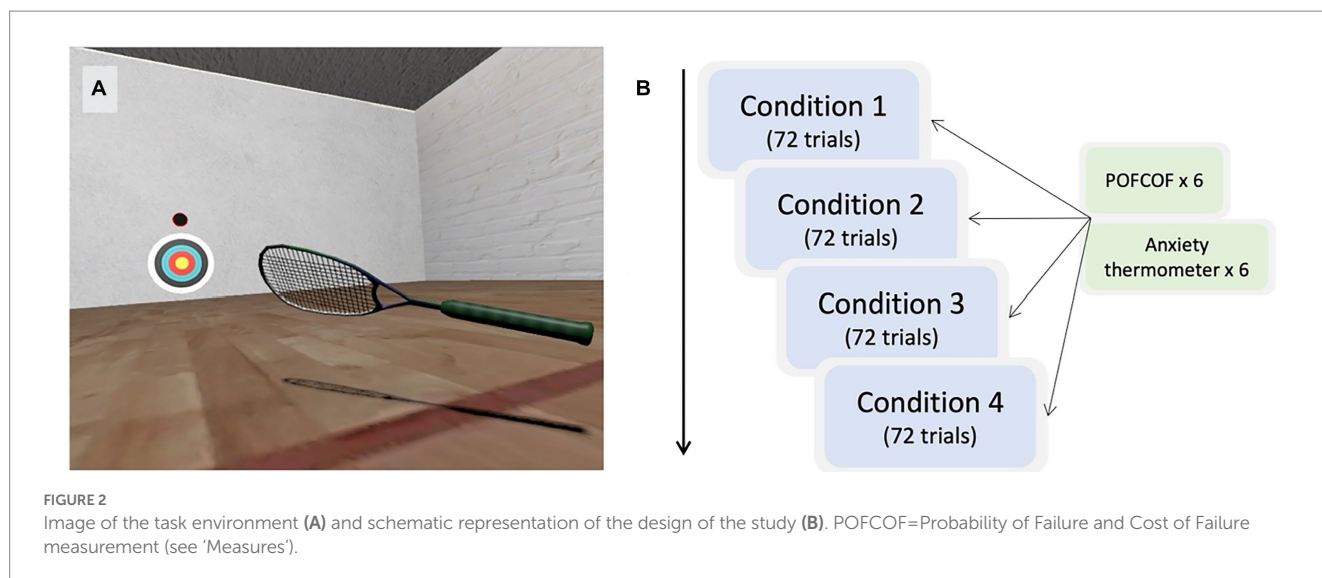 A
B
Condition 1
(72 trials)
Condition 2
(72 trials)
Condition 3
(72 trials)
Condition 4
(72 trials)
POFCOF x 6
Anxiety
thermometer x 6
FIGURE 2
Image of the task environment (A) and schematic representation of the design of the study (B). POFCOF=Probability of Failure and Cost of Failure
measurement (see ‘Measures’).